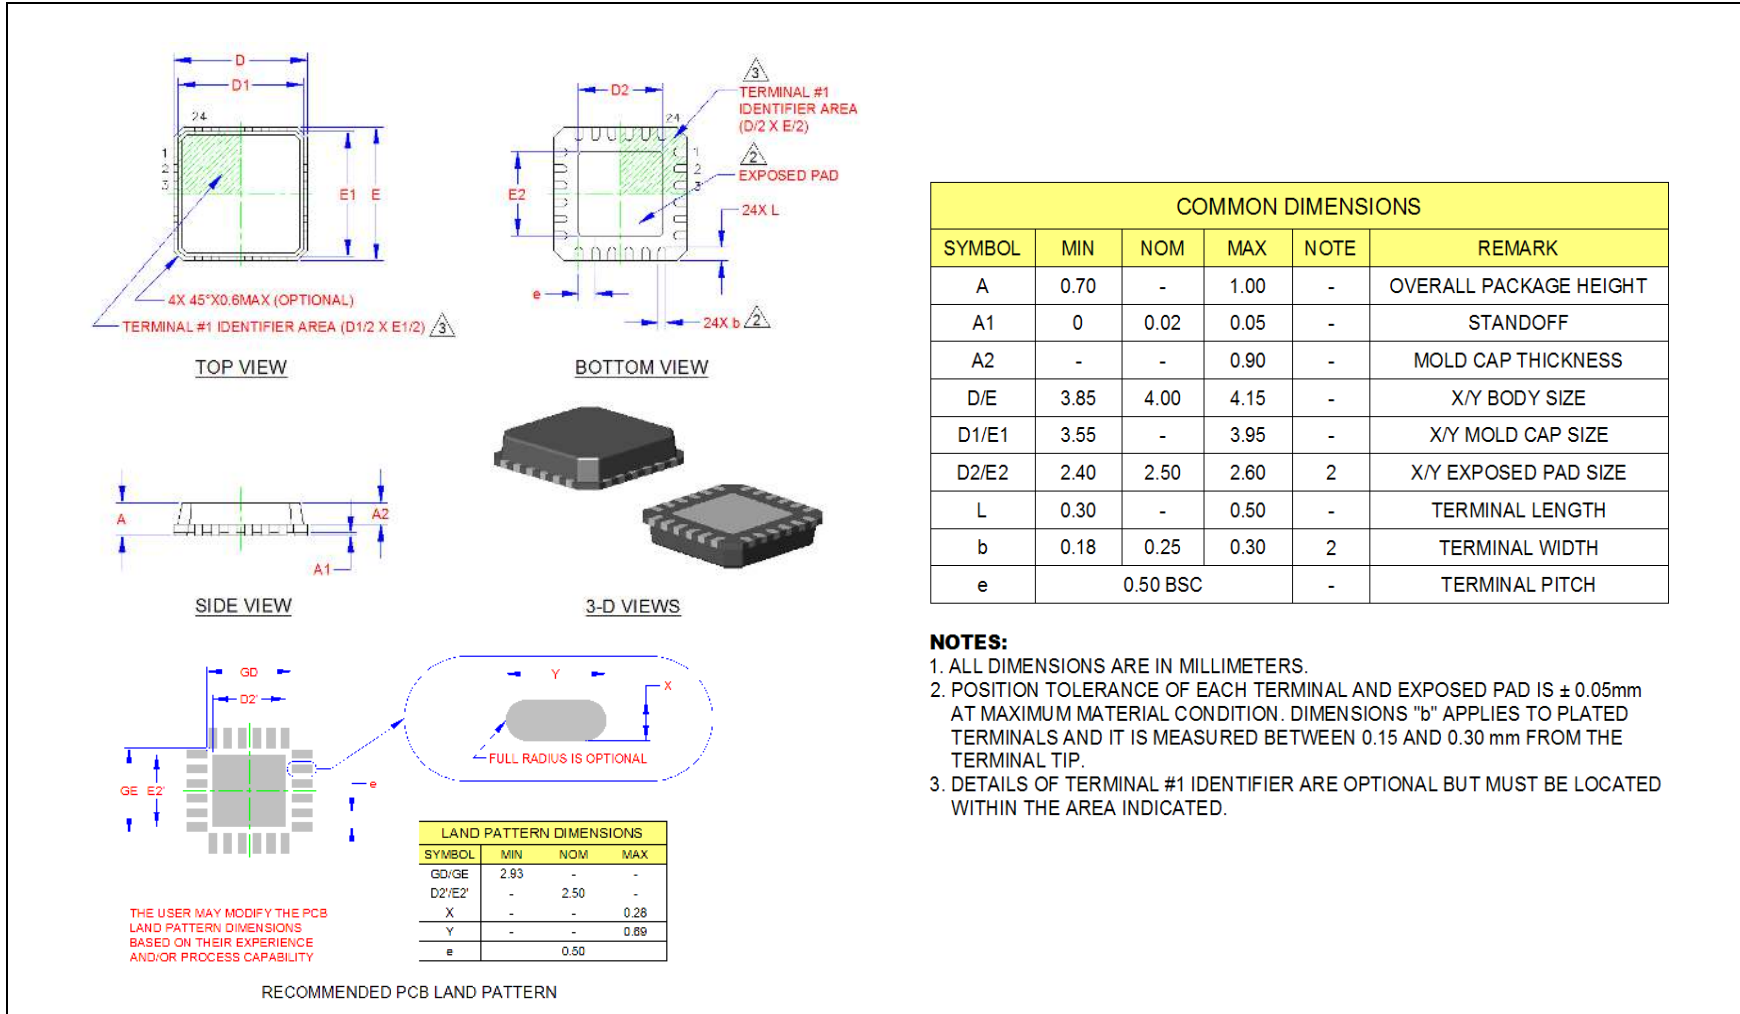 D
D1
24
1
2
3
E1
E
4X 45°X0.6MAX (OPTIONAL)
TERMINAL #1 IDENTIFIER AREA (D1/2 X E1/2) 3
TOP VIEW
D2
3
TERMINAL #1
IDENTIFIER AREA
(D/2 X E/2)
24
1
2
3
2
EXPOSED PAD
E2
24X L
e
24X b 2
BOTTOM VIEW
A
A2
A1
SIDE VIEW
3-D VIEWS
GD
D2'
GE
E2'
e
Y
X
FULL RADIUS IS OPTIONAL
LAND PATTERN DIMENSIONS
SYMBOL MIN NOM MAX
GD/GE 2.93 - -
D2'/E2' - 2.50 -
X - - 0.28
Y - - 0.69
e 0.50
THE USER MAY MODIFY THE PCB
LAND PATTERN DIMENSIONS
BASED ON THEIR EXPERIENCE
AND/OR PROCESS CAPABILITY
RECOMMENDED PCB LAND PATTERN
COMMON DIMENSIONS
SYMBOL MIN NOM MAX NOTE REMARK
A 0.70 - 1.00 - OVERALL PACKAGE HEIGHT
A1 0 0.02 0.05 - STANDOFF
A2 - - 0.90 - MOLD CAP THICKNESS
D/E 3.85 4.00 4.15 - X/Y BODY SIZE
D1/E1 3.55 - 3.95 - X/Y MOLD CAP SIZE
D2/E2 2.40 2.50 2.60 2 X/Y EXPOSED PAD SIZE
L 0.30 - 0.50 - TERMINAL LENGTH
b 0.18 0.25 0.30 2 TERMINAL WIDTH
e 0.50 BSC - TERMINAL PITCH
NOTES:
1. ALL DIMENSIONS ARE IN MILLIMETERS.
2. POSITION TOLERANCE OF EACH TERMINAL AND EXPOSED PAD IS ± 0.05mm
AT MAXIMUM MATERIAL CONDITION. DIMENSIONS "b" APPLIES TO PLATED
TERMINALS AND IT IS MEASURED BETWEEN 0.15 AND 0.30 mm FROM THE
TERMINAL TIP.
3. DETAILS OF TERMINAL #1 IDENTIFIER ARE OPTIONAL BUT MUST BE LOCATED
WITHIN THE AREA INDICATED.